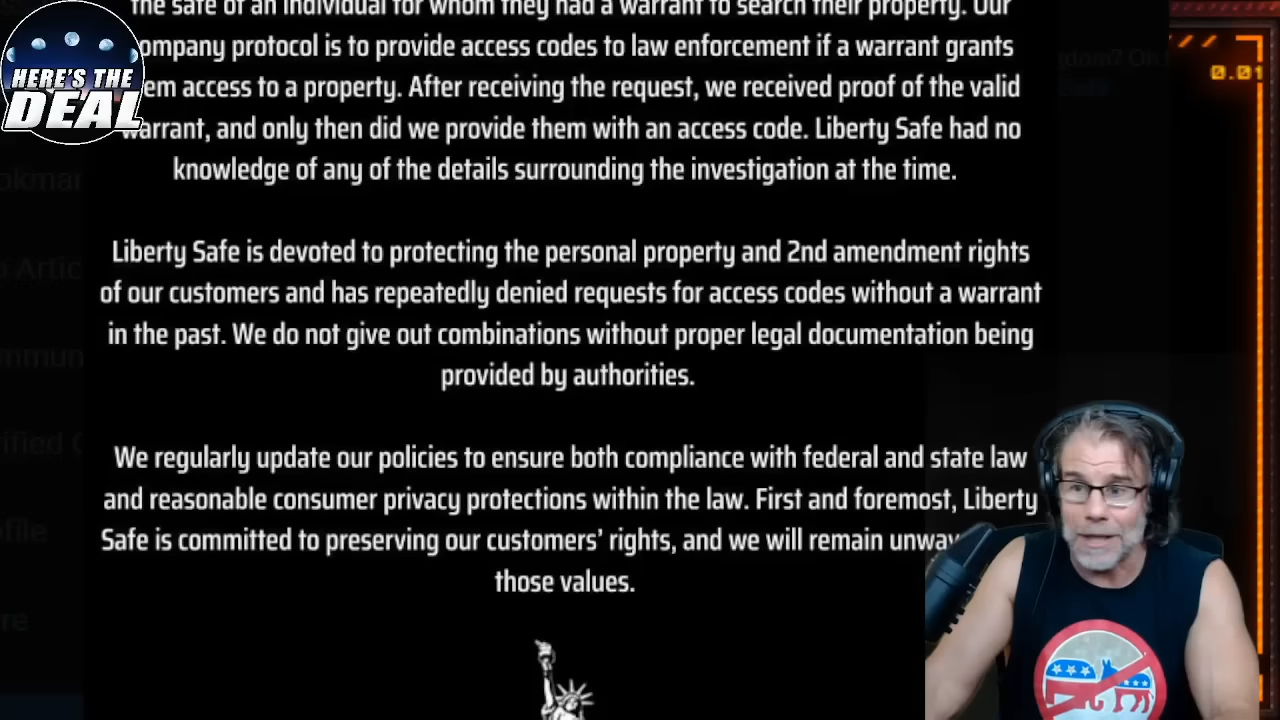 the safe of an individual for whom they had a warrant to search their property. Our
company protocol is to provide access codes to law enforcement if a warrant grants
em access to a property. After receiving the request, we received proof of the valid
warrant, and only then did we provide them with an access code. Liberty Safe had no
knowledge of any of the details surrounding the investigation at the time.
Liberty Safe is devoted to protecting the personal property and 2nd amendment rights
of our customers and has repeatedly denied requests for access codes without a warrant
in the past. We do not give out combinations without proper legal documentation being
provided by authorities.
We regularly update our policies to ensure both compliance with federal and state law
and reasonable consumer privacy protections within the law. First and foremost, Liberty
Safe is committed to preserving our customers' rights, and we will remain unwav
those values.
HERE'S THE
DEAL
0.01